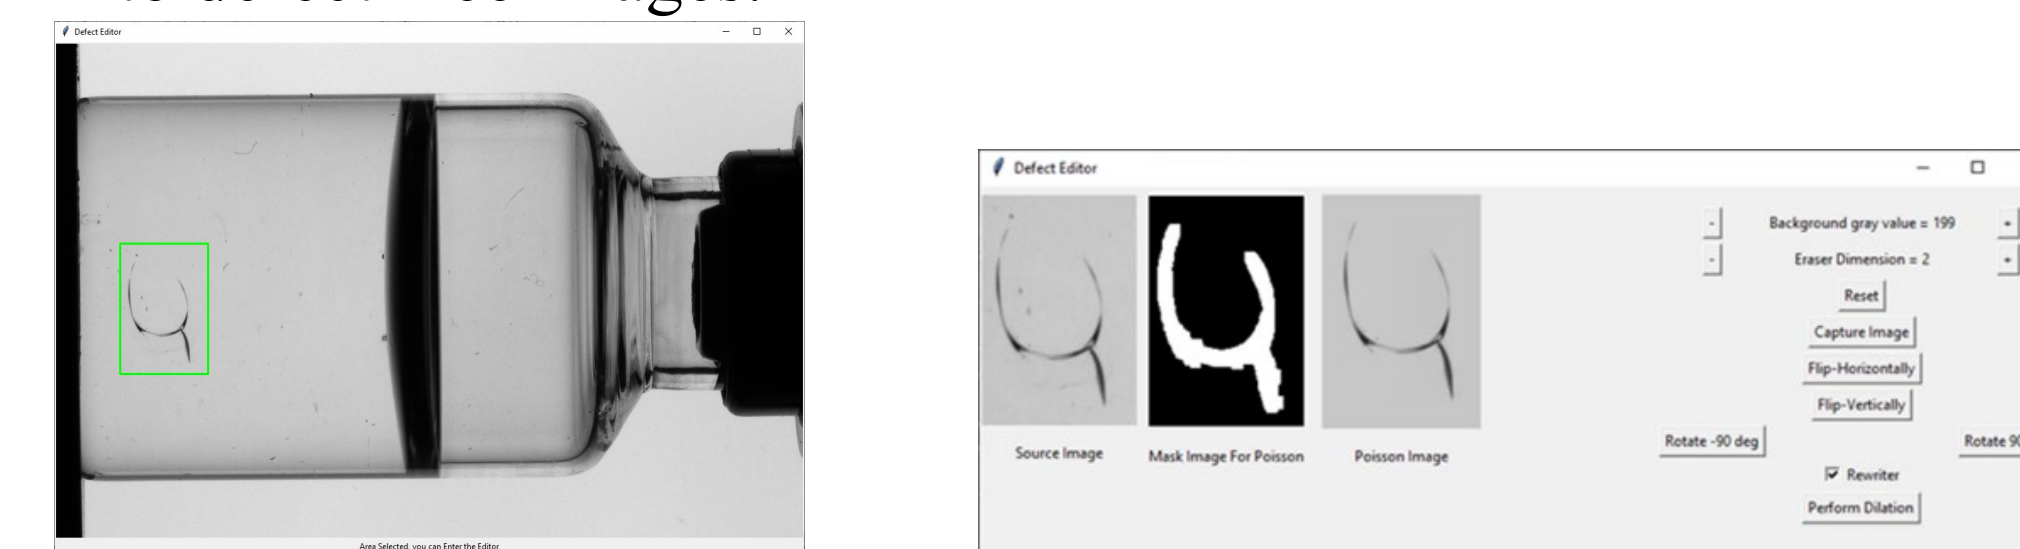 Defect Editor
Area Selected, you can Enter the Editor
Defect Editor
Source Image
Mask Image For Poisson
Poisson Image
- Background gray value = 199 +
- Eraser Dimension = 2 +
Reset
Capture Image
Flip-Horizontally
Flip-Vertically
Rotate -90 deg
Rotate 90
Rewriter
Perform Dilation